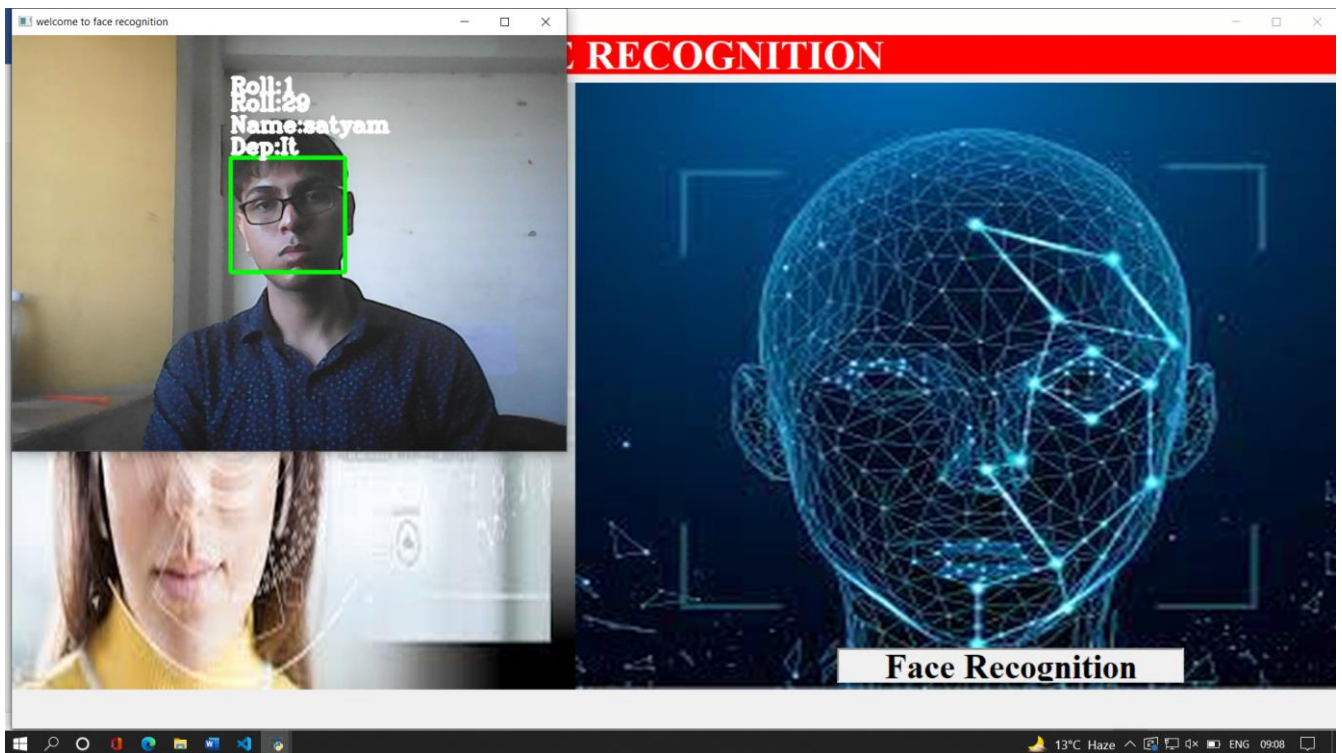 welcome to face recognition
E RECOGNITION
Roll:1
Roll:29
Name:satyam
Dep:It
Face Recognition
13°C Haze
ENG
09:08